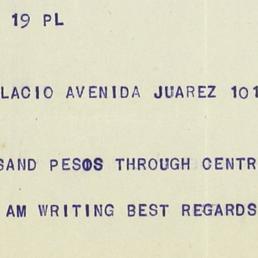 19 PL
LACIO AVENIDA JUAREZ 101
SAND PESOS THROUGH CENTR
AM WRITING BEST REGARDS